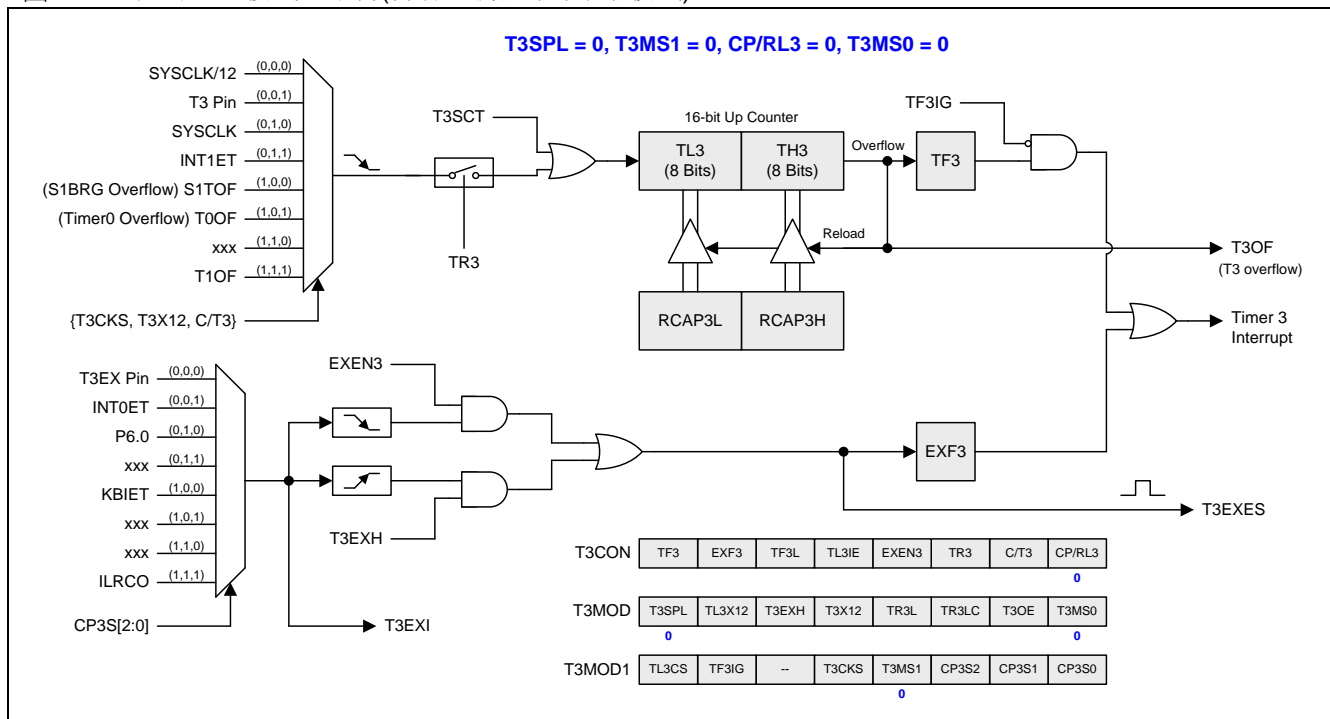 T3SPL = 0, T3MS1 = 0, CP/RL3 = 0, T3MS0 = 0
SYSCLK/12 (0,0,0)
T3 Pin (0,0,1)
SYSCLK (0,1,0)
INT1ET (0,1,1)
(S1BRG Overflow) S1TOF (1,0,0)
(Timer0 Overflow) T0OF (1,0,1)
xxx (1,1,0)
T1OF (1,1,1)
{T3CKS, T3X12, C/T3}
TR3
T3SCT
16-bit Up Counter
TL3
(8 Bits)
TH3
(8 Bits)
Overflow
TF3
TF3IG
Reload
RCAP3L
RCAP3H
T3OF
(T3 overflow)
Timer 3
Interrupt
T3EX Pin (0,0,0)
INT0ET (0,0,1)
P6.0 (0,1,0)
xxx (0,1,1)
KBIET (1,0,0)
xxx (1,0,1)
xxx (1,1,0)
ILRCO (1,1,1)
CP3S[2:0]
EXEN3
T3EXH
T3EXI
EXF3
T3EXES
T3CON TF3 EXF3 TF3L TL3IE EXEN3 TR3 C/T3 CP/RL3
0
T3MOD T3SPL TL3X12 T3EXH T3X12 TR3L TR3LC T3OE T3MS0
0 0
T3MOD1 TL3CS TF3IG -- T3CKS T3MS1 CP3S2 CP3S1 CP3S0
0